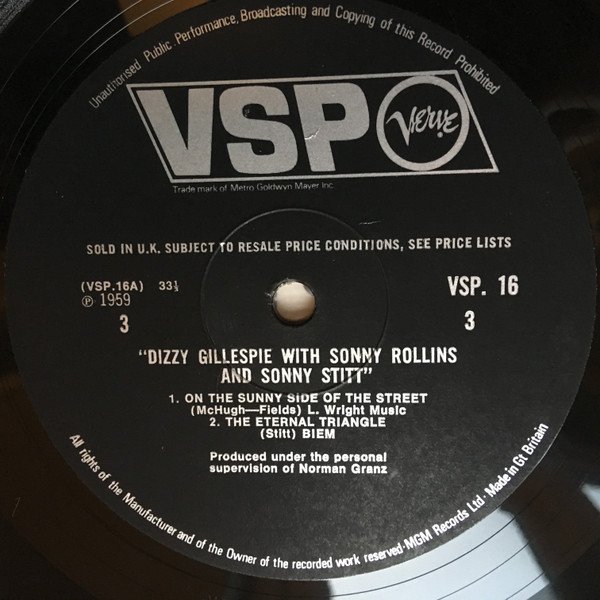 Unauthorised Public Performance, Broadcasting and Copying of this Record Prohibited
VSP Verve
Trade mark of Metro Goldwyn Mayer Inc
SOLD IN U.K. SUBJECT TO RESALE PRICE CONDITIONS, SEE PRICE LISTS
(VSP.16A) 33⅓ VSP. 16
℗ 1959
3 3
"DIZZY GILLESPIE WITH SONNY ROLLINS
AND SONNY STITT"
1. ON THE SUNNY SIDE OF THE STREET
(McHugh—Fields) L. Wright Music
2. THE ETERNAL TRIANGLE
(Stitt) BIEM
Produced under the personal
supervision of Norman Granz
All rights of the Manufacturer and of the Owner of the recorded work reserved · MGM Records Ltd · Made in Gt Britain